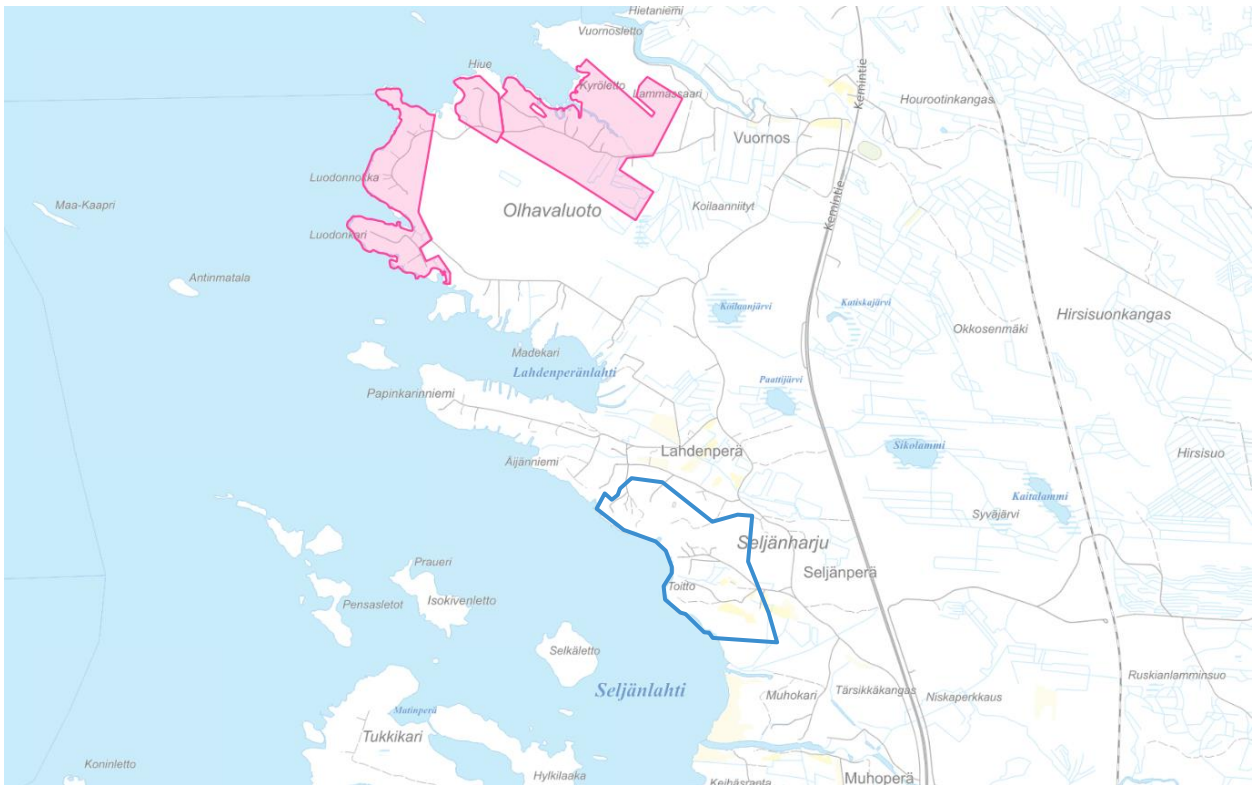 Hietaniemi
Vuornosletto
Hiue
Kyröletto
Lammassaari
Kemintie
Hourootinkangas
Vuornos
Luodonnokka
Maa-Kaapri
Olhavaluoto
Koilaanniityt
Luodonkari
Kemintie
Antinmatala
Koilaanjärvi
Katiskajärvi
Okkosenmäki
Hirsisuonkangas
Madekari
Lahdenperänlahti
Paattijärvi
Papinkarinniemi
Lahdenperä
Sikolammi
Hirsisuo
Äijänniemi
Kaitalammi
Syväjärvi
Seljänharju
Praueri
Seljänperä
Toitto
Pensasletot
Isokivenletto
Selkäletto
Ruskianlamminsuo
Seljänlahti
Muhokari
Tärsikkäkangas
Niskaperkkaus
Matinperä
Tukkikari
Koninletto
Hylkilaaka
Muhoperä
Keihäsranta